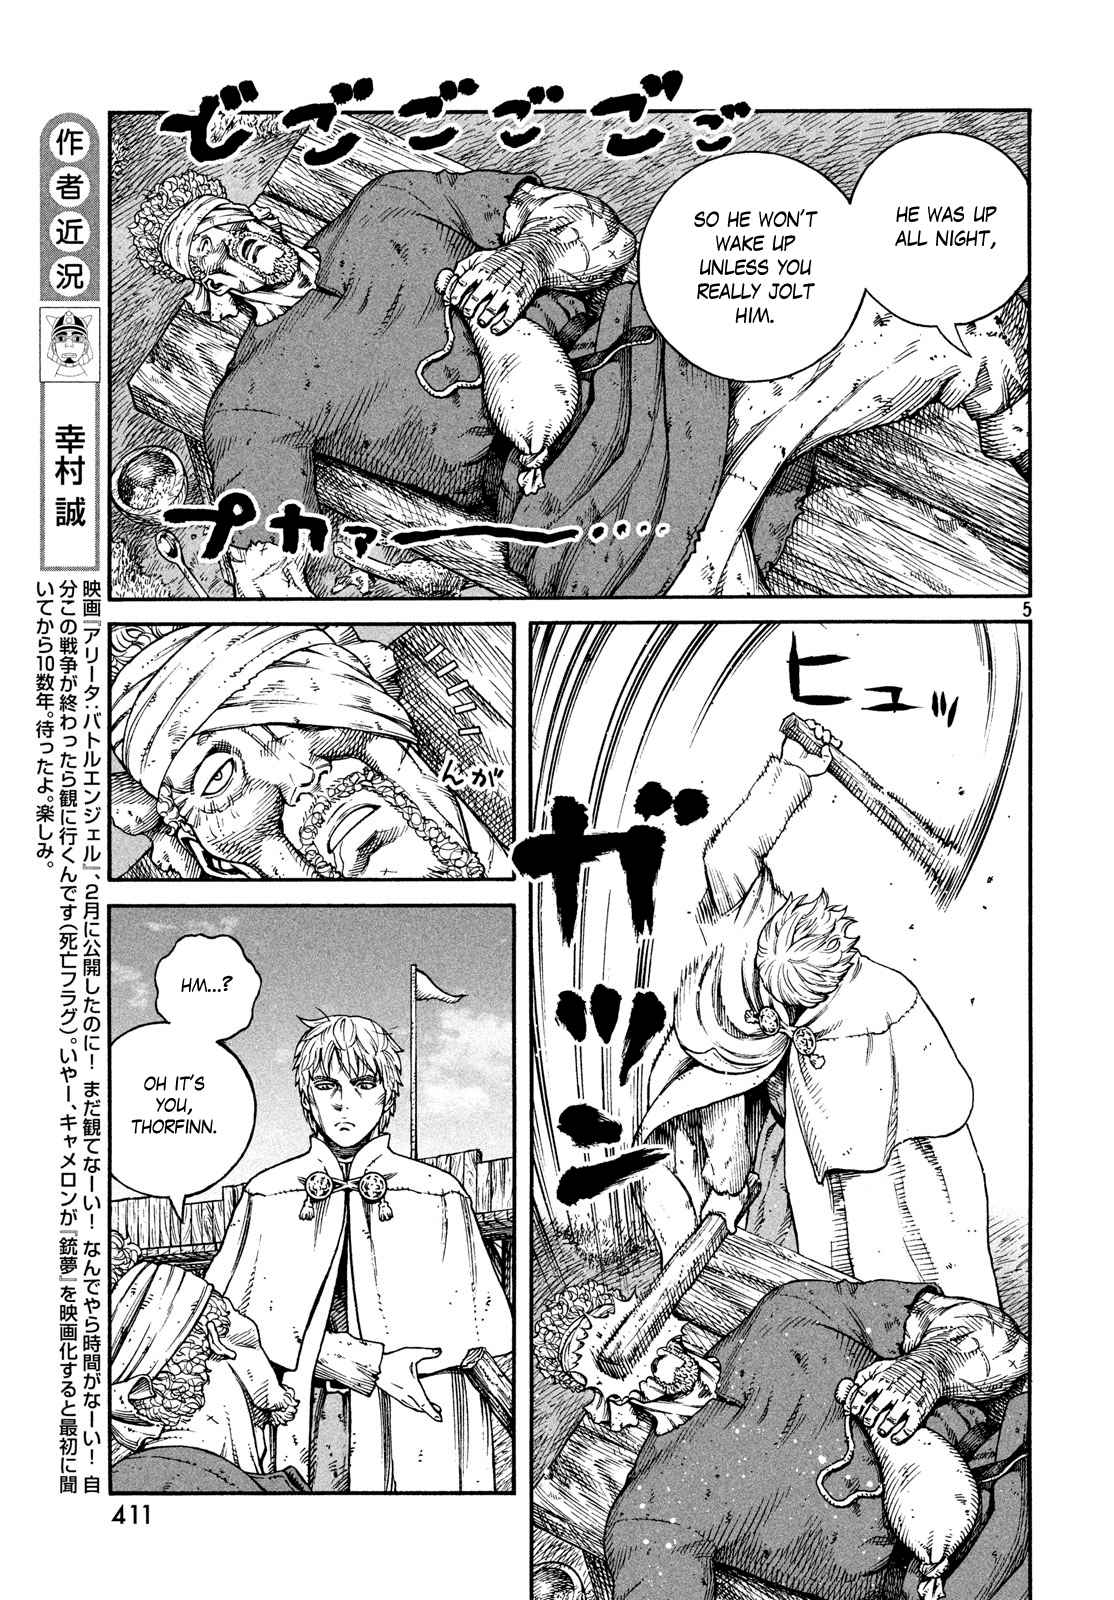 どごごごごご
HE WAS UP
ALL NIGHT,
SO HE WON'T
WAKE UP
UNLESS YOU
REALLY JOLT
HIM.
プカァー・・・・
5
ヒュッ
ガッン
んが
HM...?
OH IT'S
YOU,
THORFINN.
作者近況
幸村誠
映画『アリータ:バトルエンジェル』、2月に公開したのに! まだ観てなーい! なんでやら時間がなーい! 自
分この戦争が終わったら観に行くんです(死亡フラグ)。いやー、キャメロンが『銃夢』を映画化すると最初に聞
いてから10数年。待ったよ。楽しみ。
411